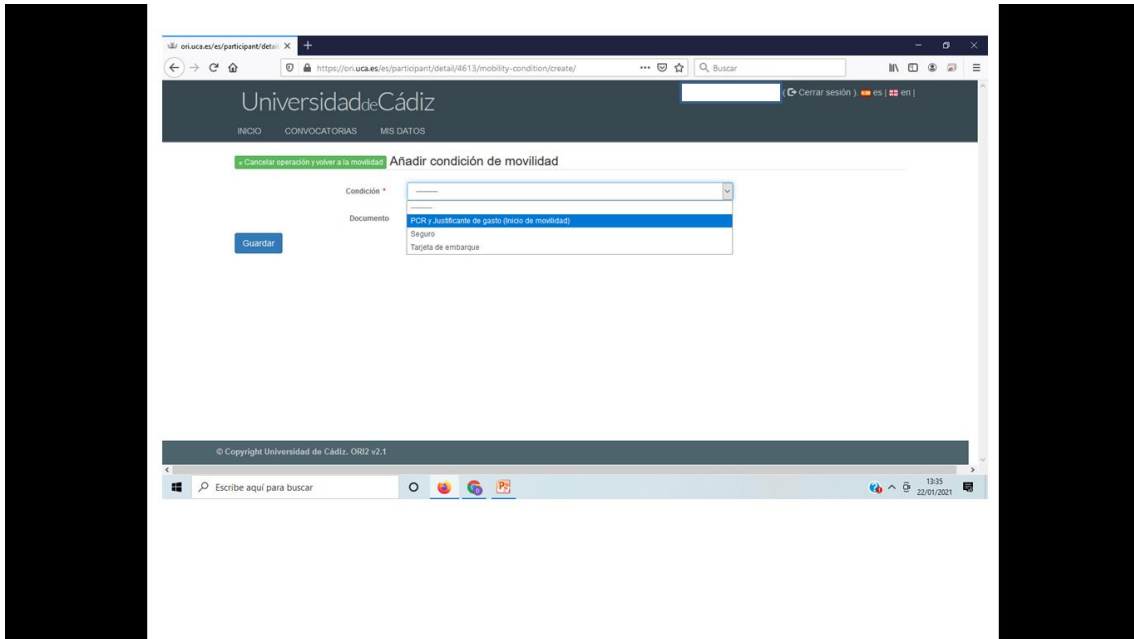 ori.uca.es/es/participant/detail
https://ori.uca.es/es/participant/detail/4613/mobility-condition/create/
Buscar
UniversidaddeCádiz
( Cerrar sesión ) es | en |
INICIO CONVOCATORIAS MIS DATOS
« Cancelar operación y volver a la movilidad Añadir condición de movilidad
Condición *
---------
---------
Documento
PCR y Justificante de gasto (Inicio de movilidad)
Seguro
Tarjeta de embarque
Guardar
© Copyright Universidad de Cádiz. ORI2 v2.1
Escribe aquí para buscar
13:35
22/01/2021